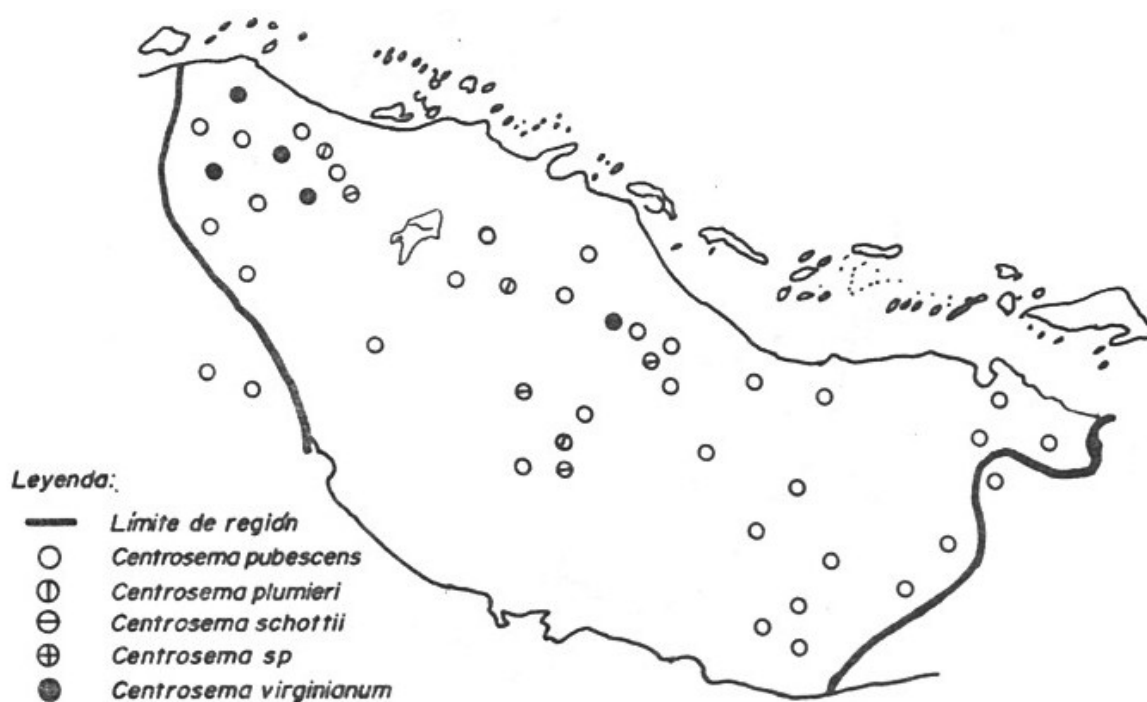 Leyenda:
Límite de región
Centrosema pubescens
Centrosema plumieri
Centrosema schottii
Centrosema sp
Centrosema virginianum